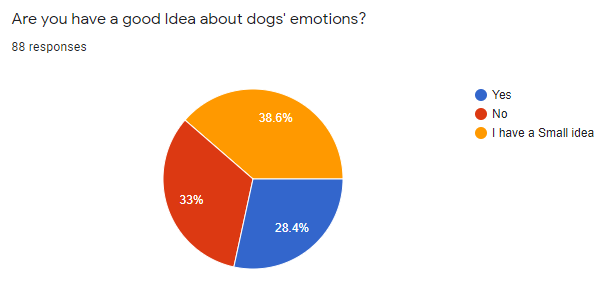 Are you have a good Idea about dogs' emotions?
88 responses
38.6%
33%
28.4%
Yes
No
I have a Small idea